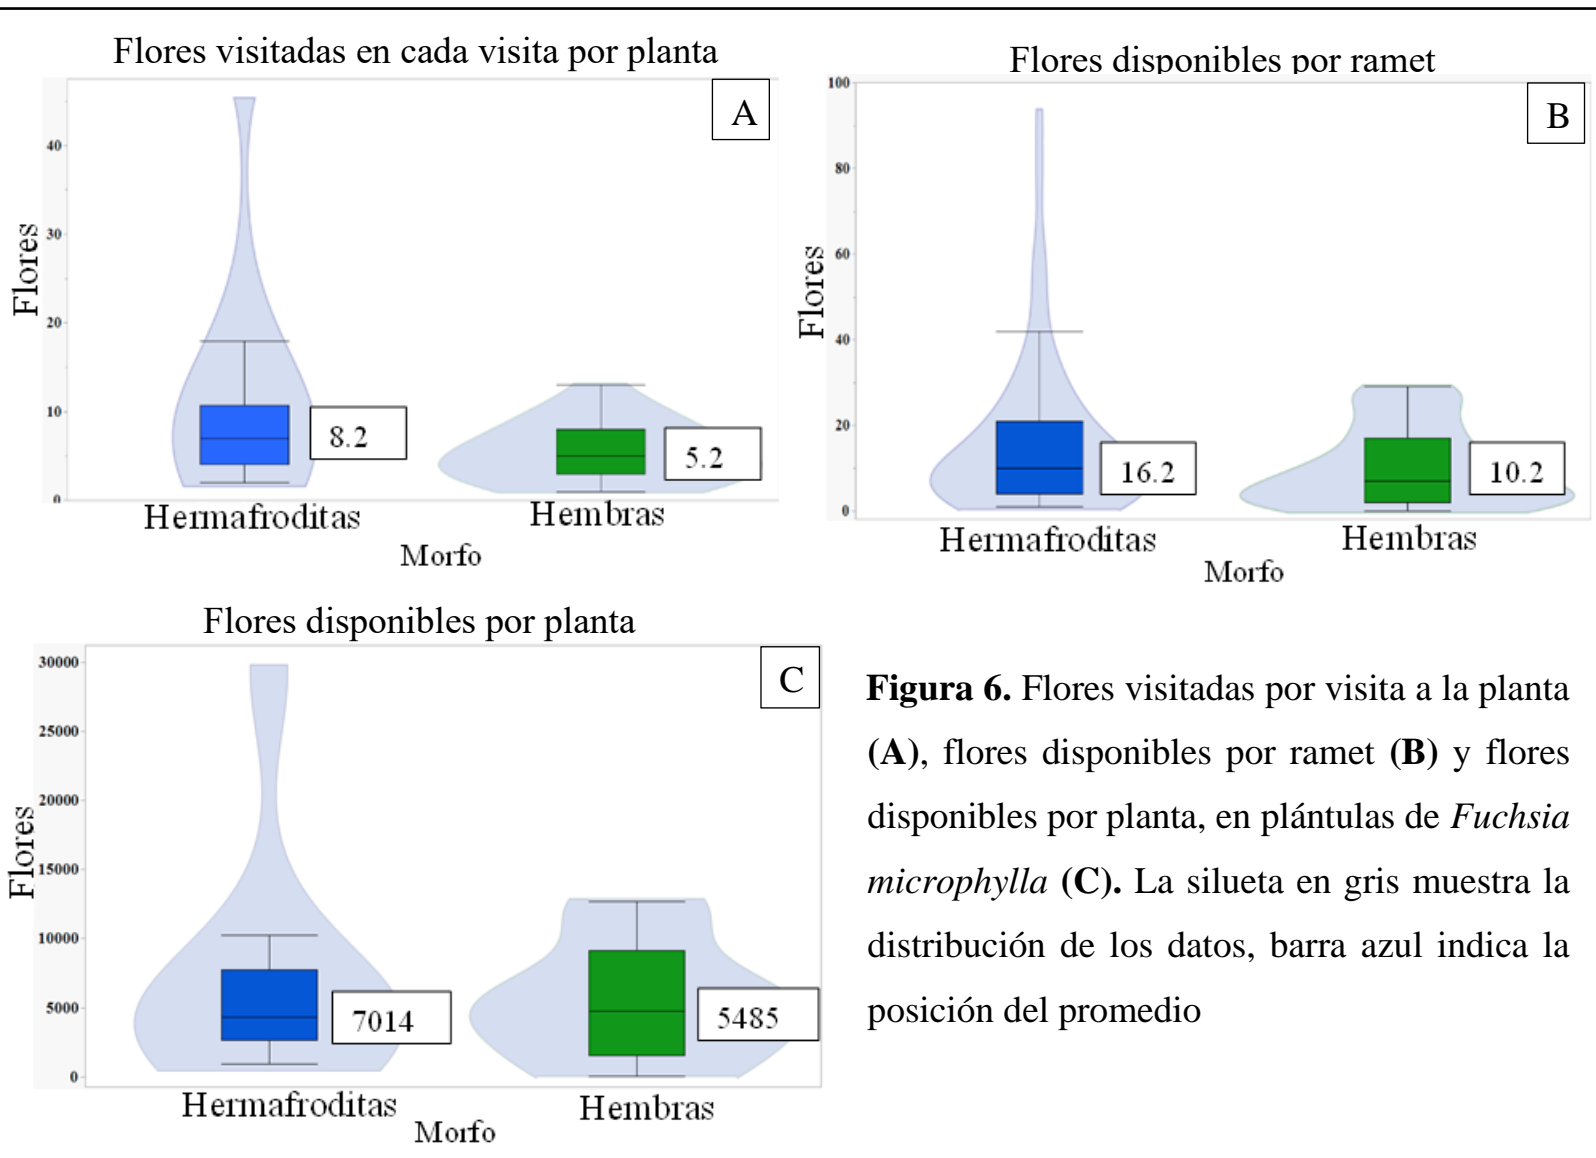 Flores visitadas en cada visita por planta
A
40
30
20
10
0
Flores
8.2
5.2
Hermafroditas
Hembras
Morfo
Flores disponibles por ramet
B
100
80
60
40
20
0
Flores
16.2
10.2
Hermafroditas
Hembras
Morfo
Flores disponibles por planta
C
30000
25000
20000
15000
10000
5000
0
Flores
7014
5485
Hermafroditas
Hembras
Morfo
Figura 6. Flores visitadas por visita a la planta
(A), flores disponibles por ramet (B) y flores
disponibles por planta, en plántulas de Fuchsia
microphylla (C). La silueta en gris muestra la
distribución de los datos, barra azul indica la
posición del promedio